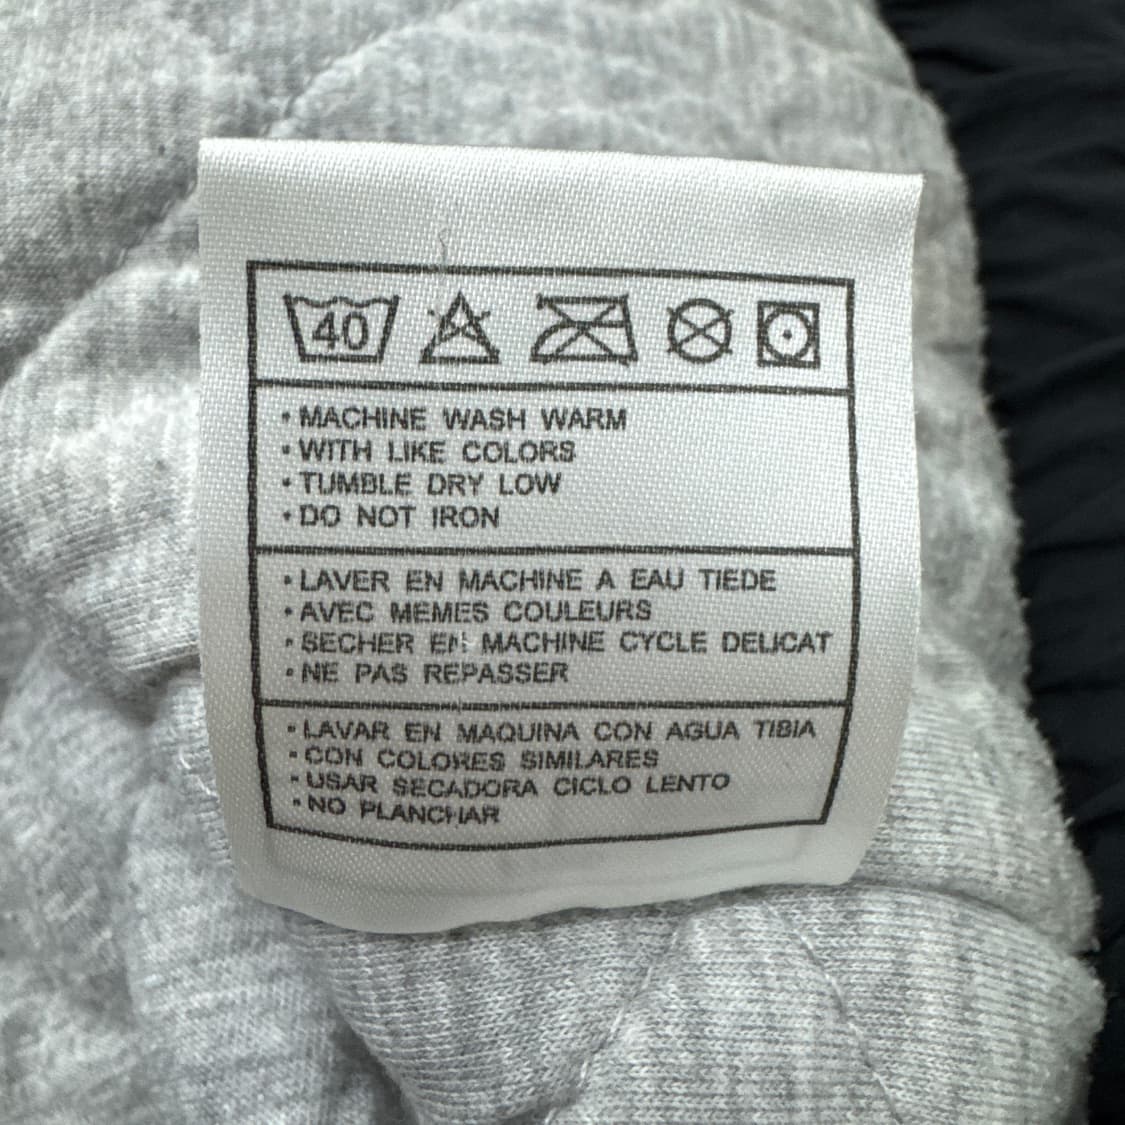 40
• MACHINE WASH WARM
• WITH LIKE COLORS
• TUMBLE DRY LOW
• DO NOT IRON
• LAVER EN MACHINE A EAU TIEDE
• AVEC MEMES COULEURS
• SECHER EN MACHINE CYCLE DELICAT
• NE PAS REPASSER
• LAVAR EN MAQUINA CON AGUA TIBIA
• CON COLORES SIMILARES
• USAR SECADORA CICLO LENTO
• NO PLANCHAR